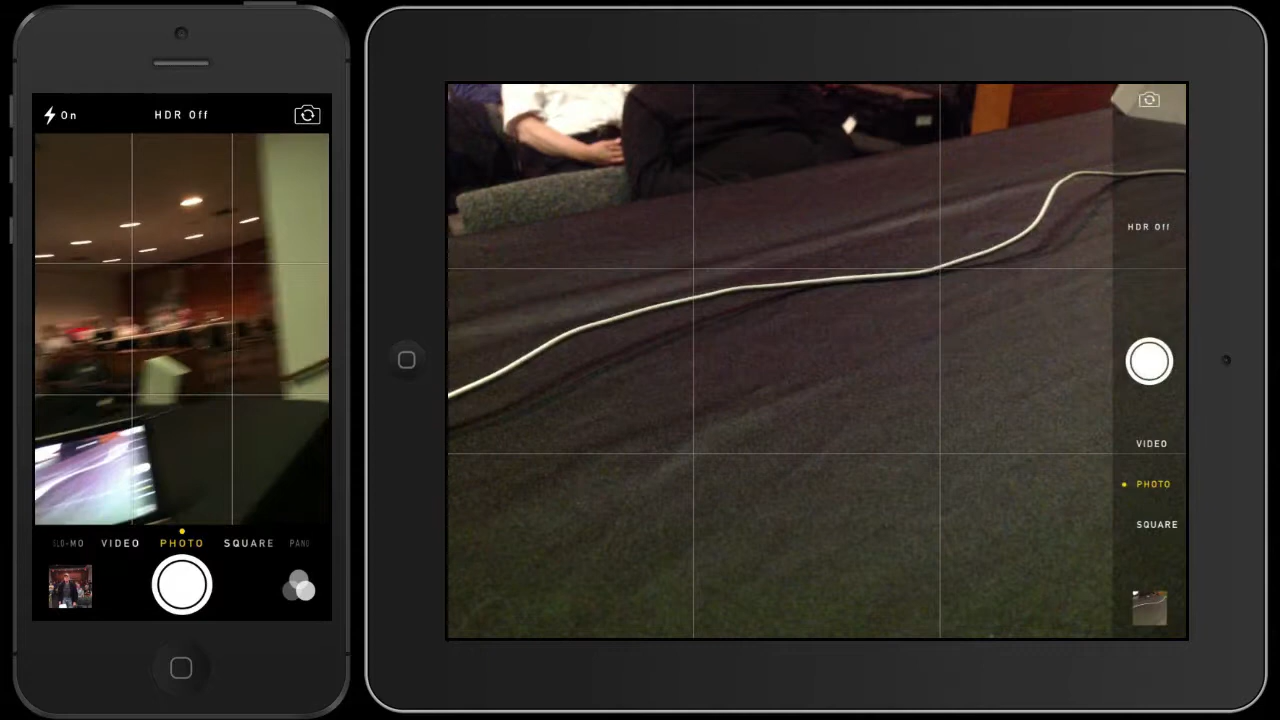 On
HDR Off
SLO-MO VIDEO PHOTO SQUARE PANO
HDR Off
VIDEO
PHOTO
SQUARE